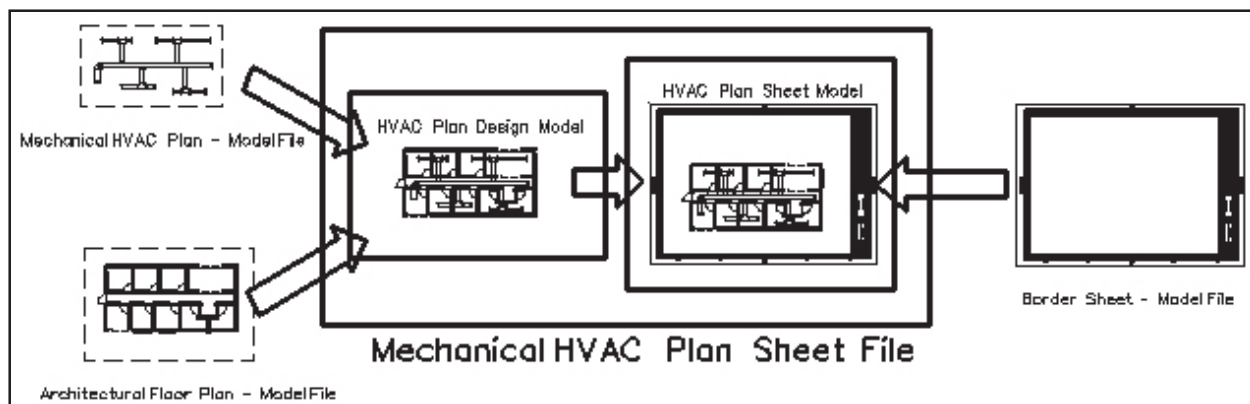 HVAC Plan Sheet Model
HVAC Plan Design Model
Mechanical HVAC Plan - Model File
Border Sheet - Model File
Mechanical HVAC Plan Sheet File
Architectural Floor Plan - Model File